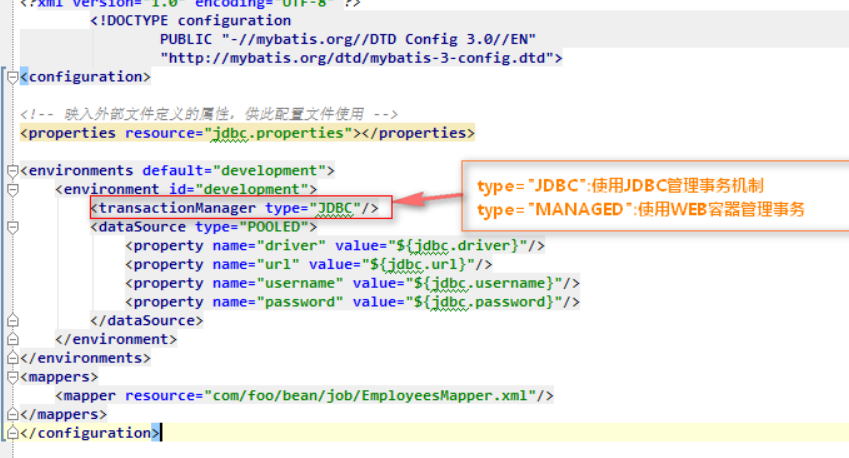 <?xml version="1.0" encoding="UTF-8" ?>
<!DOCTYPE configuration
PUBLIC "-//mybatis.org//DTD Config 3.0//EN"
"http://mybatis.org/dtd/mybatis-3-config.dtd">
<configuration>
<!-- 映入外部文件定义的属性，供此配置文件使用 -->
<properties resource="jdbc.properties"></properties>
<environments default="development">
<environment id="development">
type="JDBC":使用JDBC管理事务机制
<transactionManager type="JDBC"/>
type="MANAGED":使用WEB容器管理事务
<dataSource type="POOLED">
<property name="driver" value="${jdbc.driver}"/>
<property name="url" value="${jdbc.url}"/>
<property name="username" value="${jdbc.username}"/>
<property name="password" value="${jdbc.password}"/>
</dataSource>
</environment>
</environments>
<mappers>
<mapper resource="com/foo/bean/job/EmployeesMapper.xml"/>
</mappers>
</configuration>